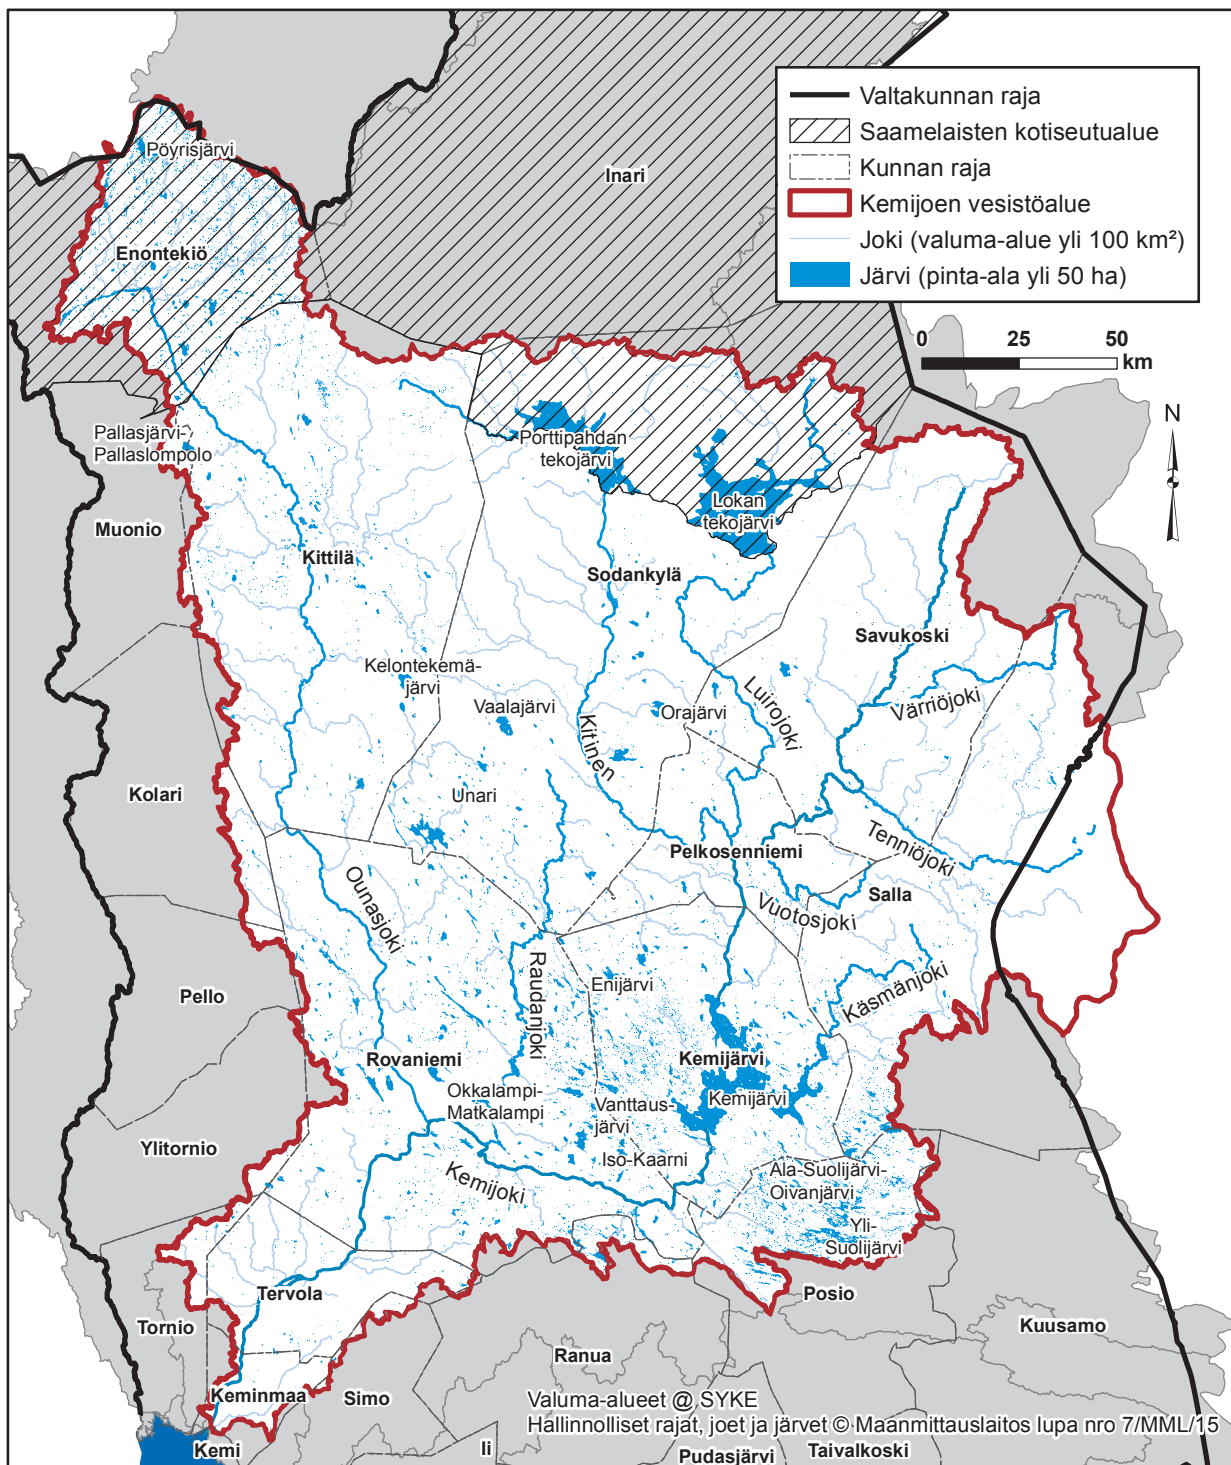 Valtakunnan raja
Saamelaisten kotiseutualue
Kunnan raja
Kemijoen vesistöalue
Joki (valuma-alue yli 100 km²)
Järvi (pinta-ala yli 50 ha)
0 25 50
km
N
Pöyrisjärvi
Inari
Enontekiö
Pallasjärvi-
Pallaslompolo
Porttipahdan
tekojärvi
Lokan
tekojärvi
Muonio
Kittilä
Sodankylä
Savukoski
Kelontekemä-
järvi
Vaalajärvi
Orajärvi
Luirojoki
Värriöjoki
Kitinen
Kolari
Unari
Pelkosenniemi
Tenniöjoki
Salla
Ounasjoki
Vuotosjoki
Raudanjoki
Enijärvi
Käsmänjoki
Pello
Rovaniemi
Kemijärvi
Okkalampi-
Matkalampi
Vanttaus-
järvi
Kemijärvi
Ylitornio
Iso-Kaarni
Kemijoki
Ala-Suolijärvi-
Oivanjärvi
Yli-
Suolijärvi
Tervola
Posio
Tornio
Kuusamo
Ranua
Keminmaa
Simo
Valuma-alueet @ SYKE
Hallinnolliset rajat, joet ja järvet © Maanmittauslaitos lupa nro 7/MML/15
Kemi
Ii
Pudasjärvi
Taivalkoski